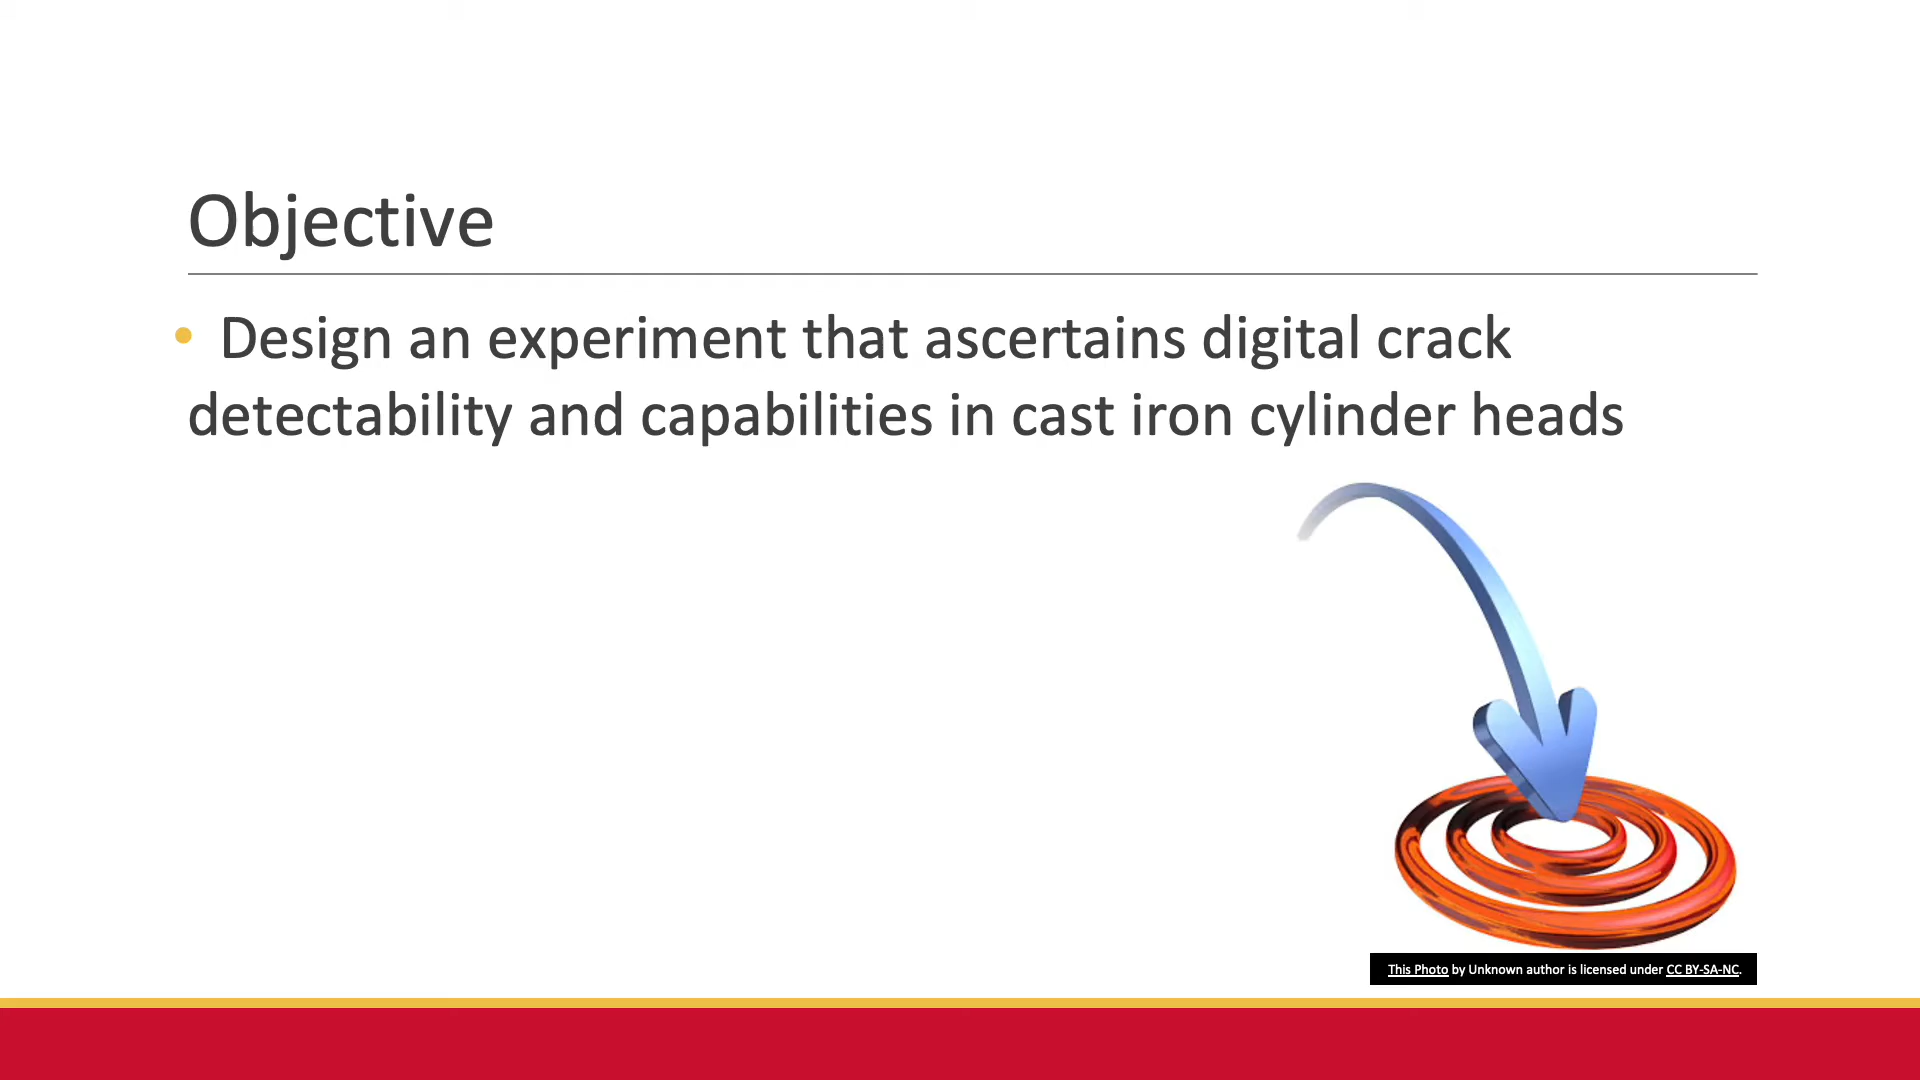 Objective
• Design an experiment that ascertains digital crack
detectability and capabilities in cast iron cylinder heads
This Photo by Unknown author is licensed under CC BY-SA-NC.